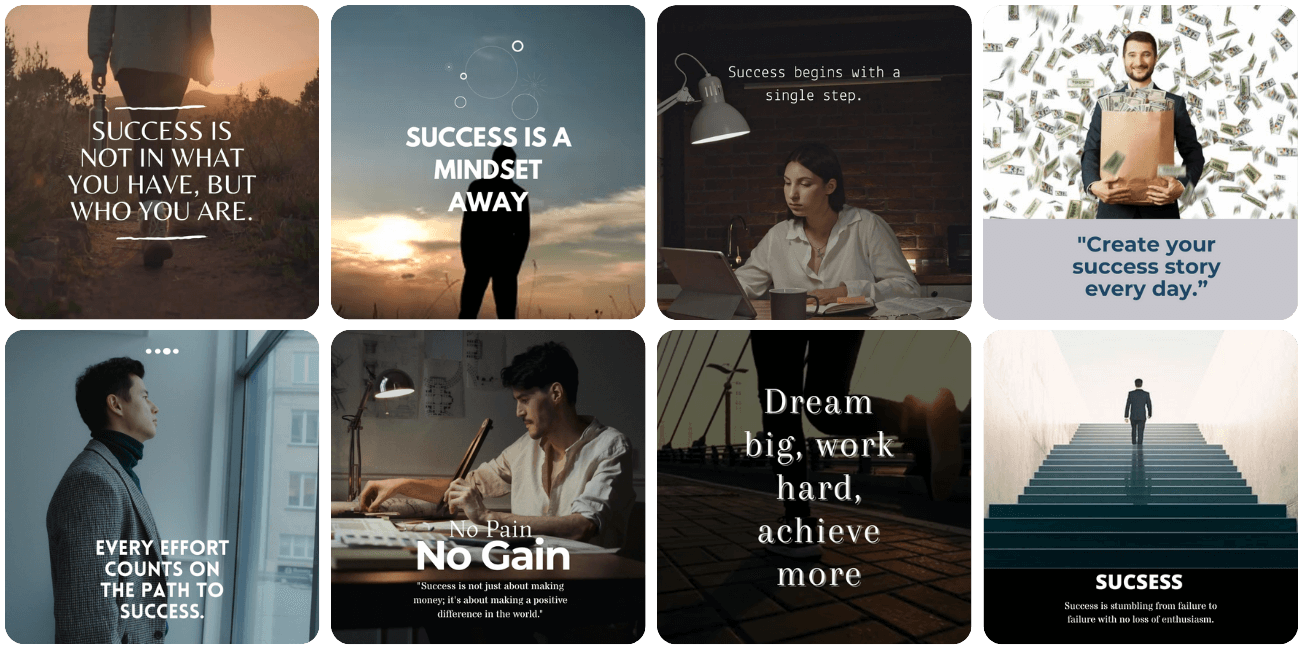 SUCCESS IS
NOT IN WHAT
YOU HAVE, BUT
WHO YOU ARE.
SUCCESS IS A
MINDSET
AWAY
Success begins with a
single step.
"Create your
success story
every day.”
EVERY EFFORT
COUNTS ON
THE PATH TO
SUCCESS.
No Pain
No Gain
"Success is not just about making
money; it's about making a positive
difference in the world."
Dream
big, work
hard,
achieve
more
SUCSESS
Success is stumbling from failure to
failure with no loss of enthusiasm.